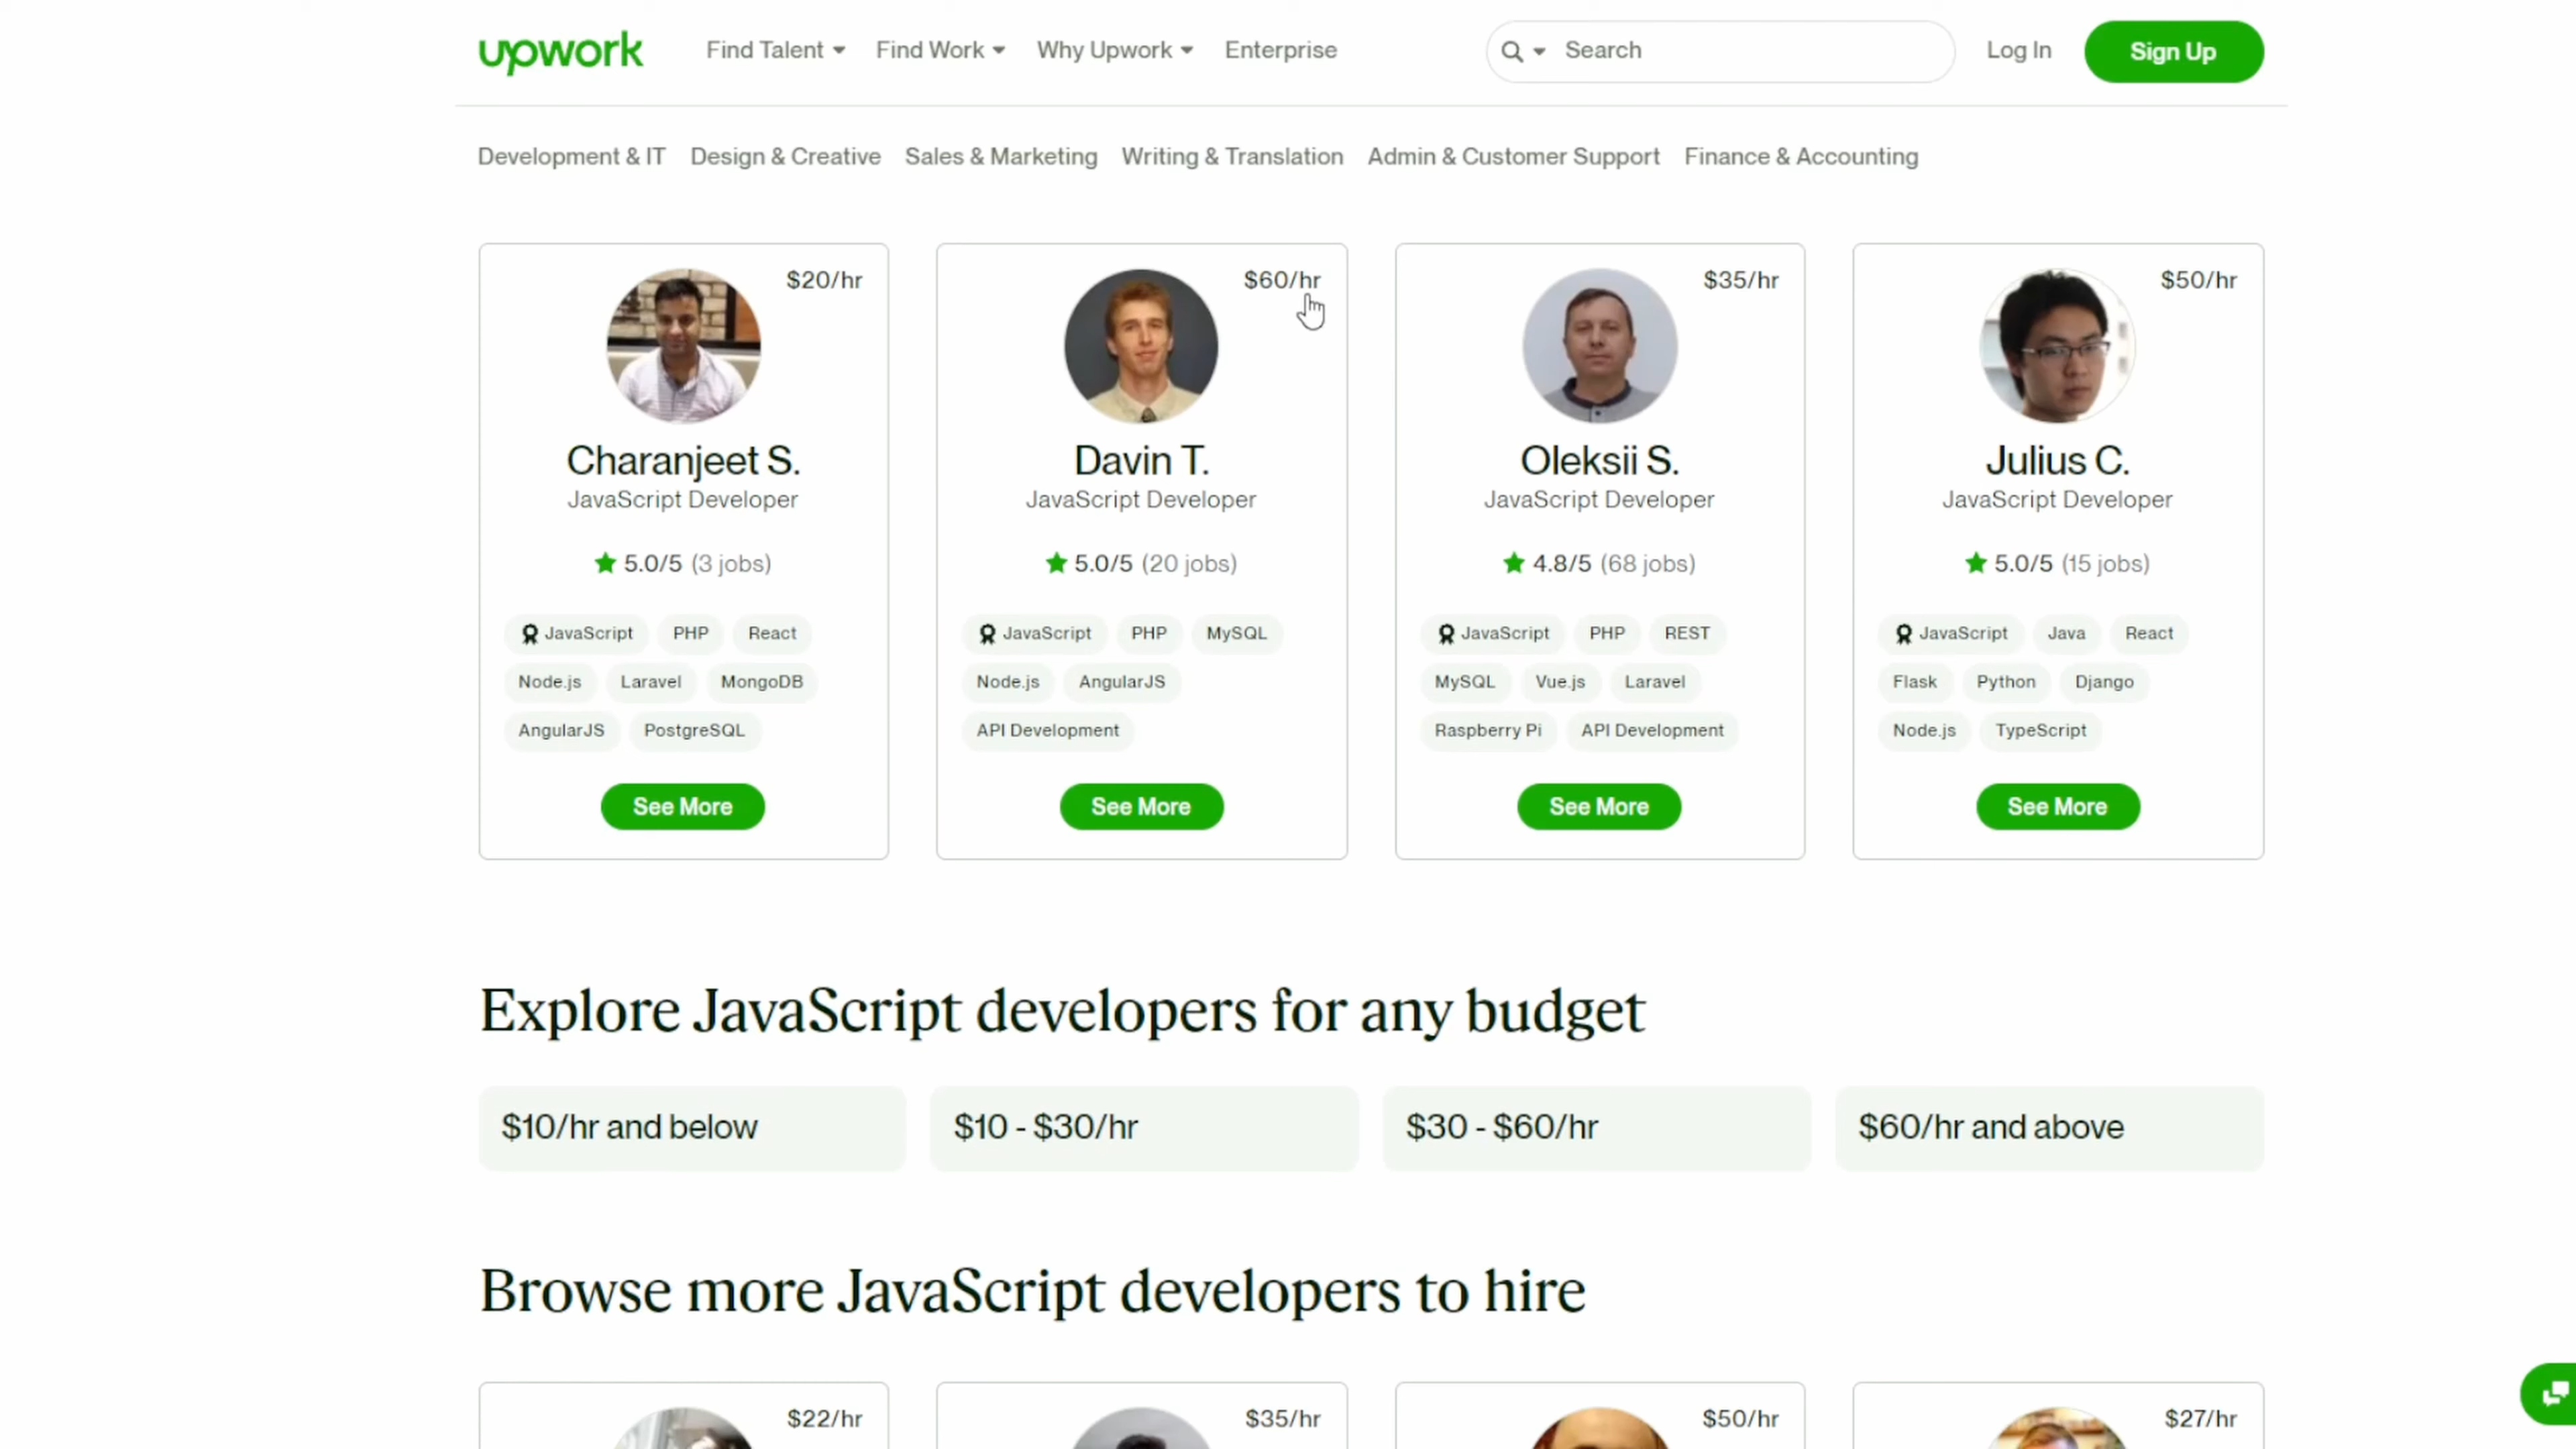 upwork Find Talent Find Work Why Upwork Enterprise Search Log In Sign Up
Development & IT Design & Creative Sales & Marketing Writing & Translation Admin & Customer Support Finance & Accounting
$20/hr
Charanjeet S.
JavaScript Developer
5.0/5 (3 jobs)
JavaScript PHP React
Node.js Laravel MongoDB
AngularJS PostgreSQL
See More
$60/hr
Davin T.
JavaScript Developer
5.0/5 (20 jobs)
JavaScript PHP MySQL
Node.js AngularJS
API Development
See More
$35/hr
Oleksii S.
JavaScript Developer
4.8/5 (68 jobs)
JavaScript PHP REST
MySQL Vue.js Laravel
Raspberry Pi API Development
See More
$50/hr
Julius C.
JavaScript Developer
5.0/5 (15 jobs)
JavaScript Java React
Flask Python Django
Node.js TypeScript
See More
Explore JavaScript developers for any budget
$10/hr and below $10 - $30/hr $30 - $60/hr $60/hr and above
Browse more JavaScript developers to hire
$22/hr $35/hr $50/hr $27/hr